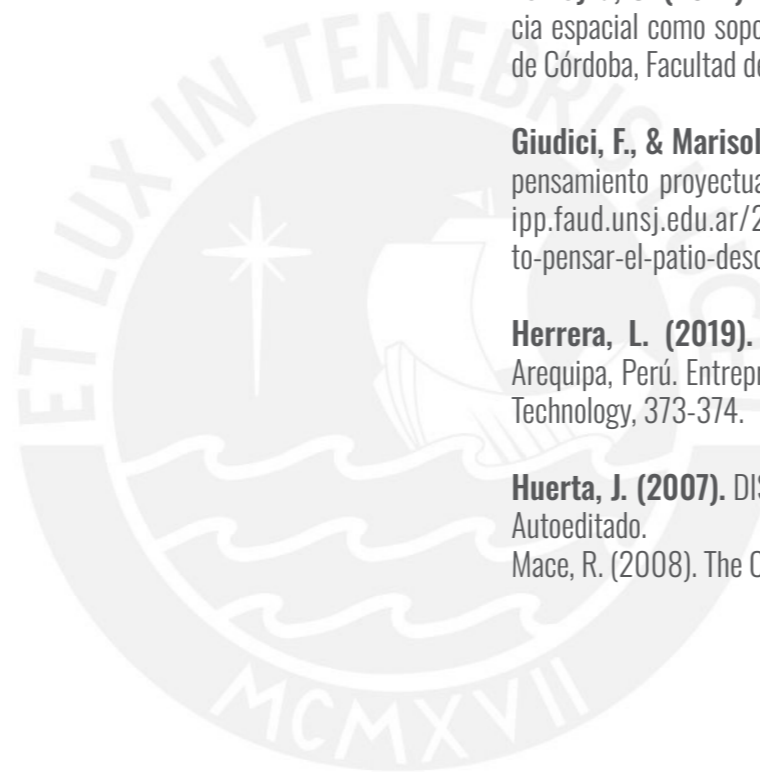 cia espacial como sopo
de Córdoba, Facultad de
Giudici, F., & Marisol
pensamiento proyectua
ipp.faud.unsj.edu.ar/2
to-pensar-el-patio-desc
Herrera, L. (2019).
Arequipa, Perú. Entrepr
Technology, 373-374.
Huerta, J. (2007). DIS
Autoeditado.
Mace, R. (2008). The C
ET LUX IN TENEBRIS
MCMXVII